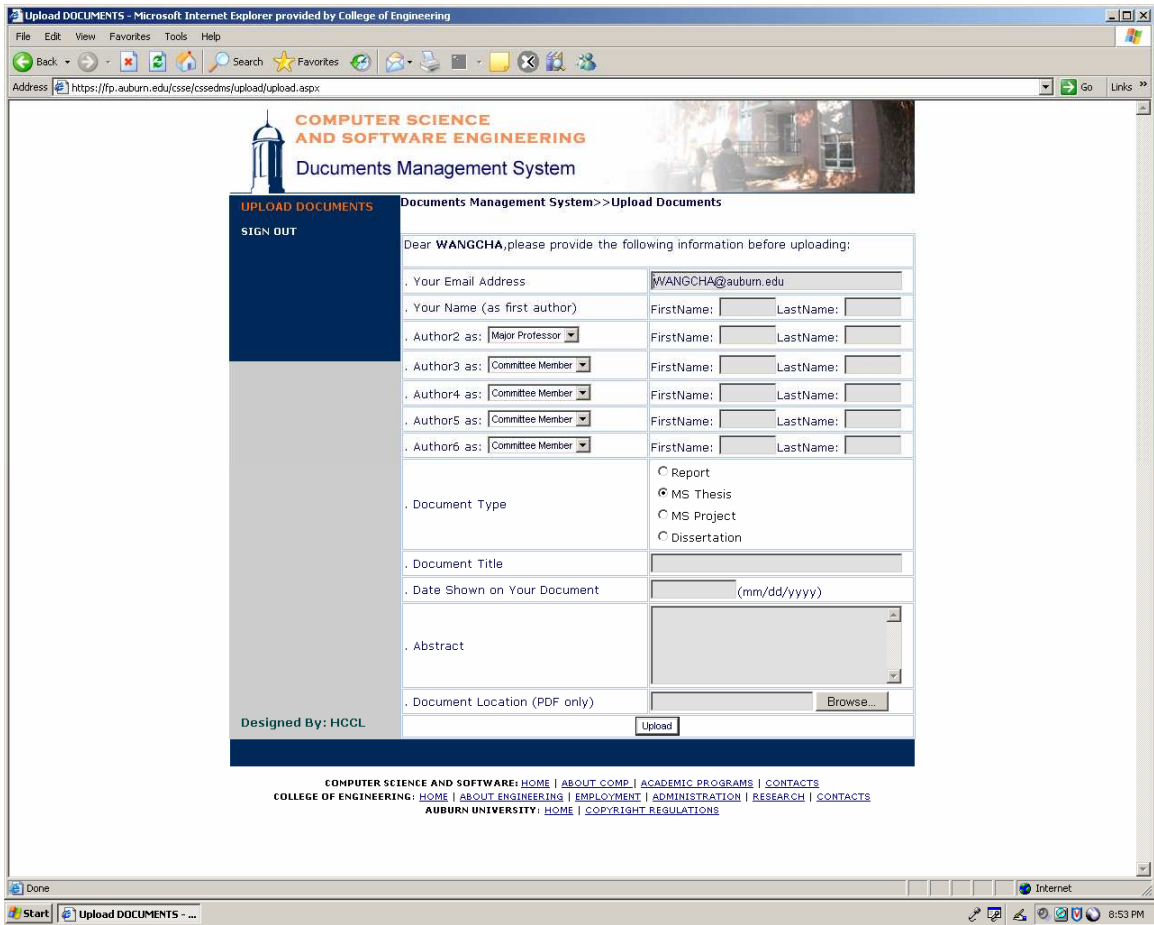 Upload DOCUMENTS - Microsoft Internet Explorer provided by College of Engineering
File Edit View Favorites Tools Help
Back Search Favorites
Address https://fp.auburn.edu/csse/cssedms/upload/upload.aspx Go Links »
COMPUTER SCIENCE
AND SOFTWARE ENGINEERING
Ducuments Management System
UPLOAD DOCUMENTS
SIGN OUT
Documents Management System>>Upload Documents
Dear WANGCHA,please provide the following information before uploading:
. Your Email Address WANGCHA@auburn.edu
. Your Name (as first author) FirstName: LastName:
. Author2 as: Major Professor FirstName: LastName:
. Author3 as: Committee Member FirstName: LastName:
. Author4 as: Committee Member FirstName: LastName:
. Author5 as: Committee Member FirstName: LastName:
. Author6 as: Committee Member FirstName: LastName:
. Document Type
Report
MS Thesis
MS Project
Dissertation
. Document Title
. Date Shown on Your Document (mm/dd/yyyy)
. Abstract
. Document Location (PDF only) Browse...
Designed By: HCCL
Upload
COMPUTER SCIENCE AND SOFTWARE: HOME | ABOUT COMP | ACADEMIC PROGRAMS | CONTACTS
COLLEGE OF ENGINEERING: HOME | ABOUT ENGINEERING | EMPLOYMENT | ADMINISTRATION | RESEARCH | CONTACTS
AUBURN UNIVERSITY: HOME | COPYRIGHT REGULATIONS
Done Internet
Start Upload DOCUMENTS - ... 8:53 PM